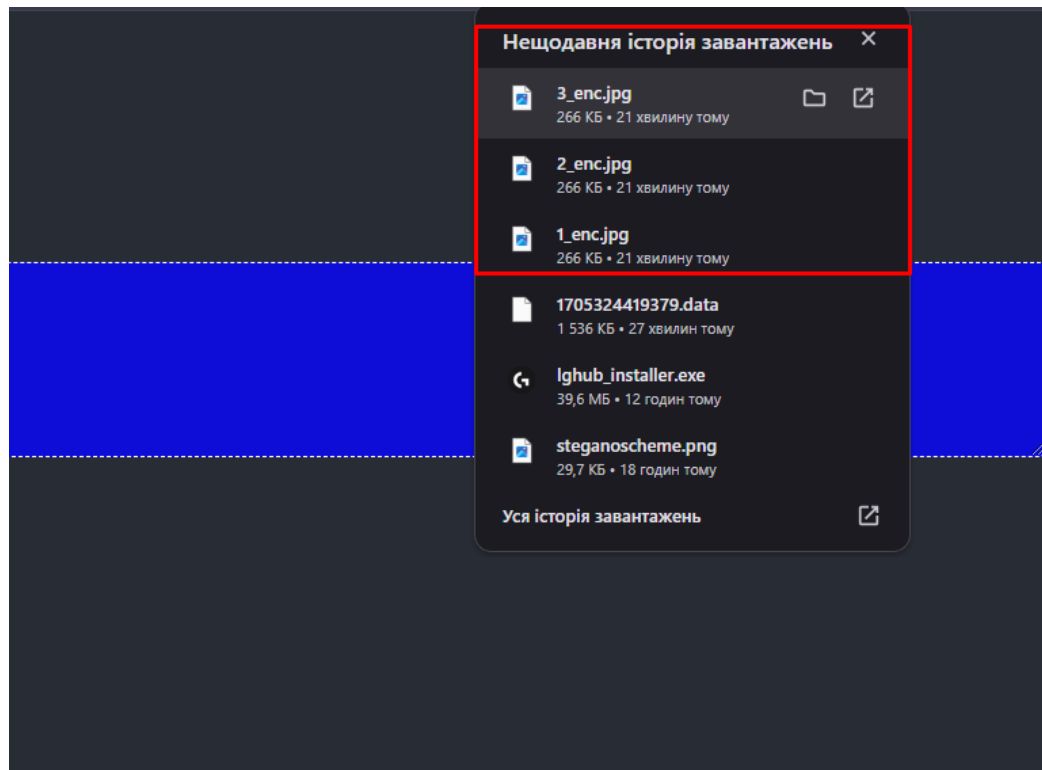 Нещодавня історія завантажень
3_enc.jpg
266 КБ • 21 хвилину тому
2_enc.jpg
266 КБ • 21 хвилину тому
1_enc.jpg
266 КБ • 21 хвилину тому
1705324419379.data
1 536 КБ • 27 хвилин тому
lghub_installer.exe
39,6 МБ • 12 годин тому
steganoscheme.png
29,7 КБ • 18 годин тому
Уся історія завантажень